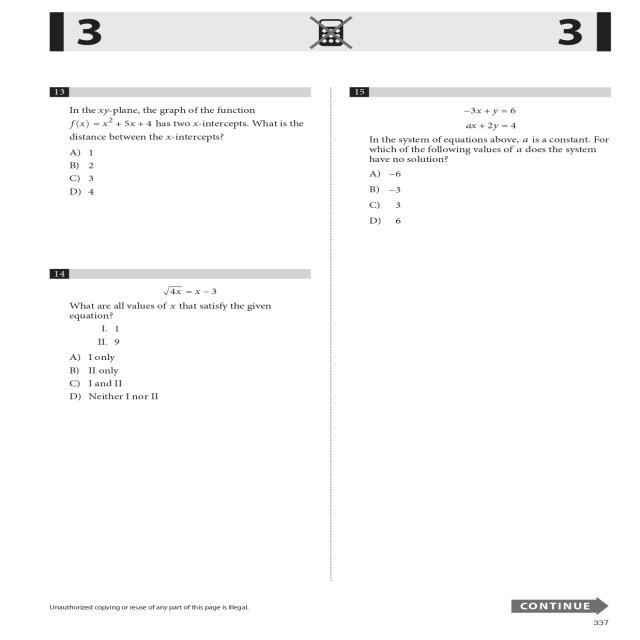 3
3
13
In the xy-plane, the graph of the function
f(x) = x² + 5x + 4 has two x-intercepts. What is the
distance between the x-intercepts?
A) 1
B) 2
C) 3
D) 4
14
√4x = x − 3
What are all values of x that satisfy the given
equation?
I. 1
II. 9
A) I only
B) II only
C) I and II
D) Neither I nor II
15
−3x + y = 6
ax + 2y = 4
In the system of equations above, a is a constant. For
which of the following values of a does the system
have no solution?
A) −6
B) −3
C) 3
D) 6
Unauthorized copying or reuse of any part of this page is illegal.
CONTINUE
337